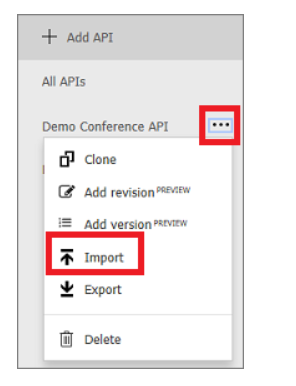 + Add API
All APIs
Demo Conference API ...
Clone
Add revision PREVIEW
Add version PREVIEW
Import
Export
Delete